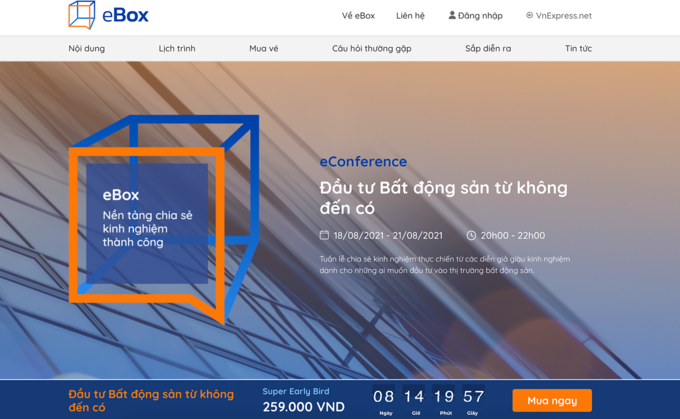 eBox
Về eBox
Liên hệ
Đăng nhập
VnExpress.net
Nội dung
Lịch trình
Mua vé
Câu hỏi thường gặp
Sắp diễn ra
Tin tức
eBox
Nền tảng chia sẻ
kinh nghiệm
thành công
eConference
Đầu tư Bất động sản từ không
đến có
18/08/2021 - 21/08/2021
20h00 - 22h00
Tuần lễ chia sẻ kinh nghiệm thực chiến từ các diễn giả giàu kinh nghiệm
dành cho những ai muốn đầu tư vào thị trường bất động sản.
Đầu tư Bất động sản từ không
đến có
Super Early Bird
259.000 VND
08 14 19 57
Ngày Giờ Phút Giây
Mua ngay